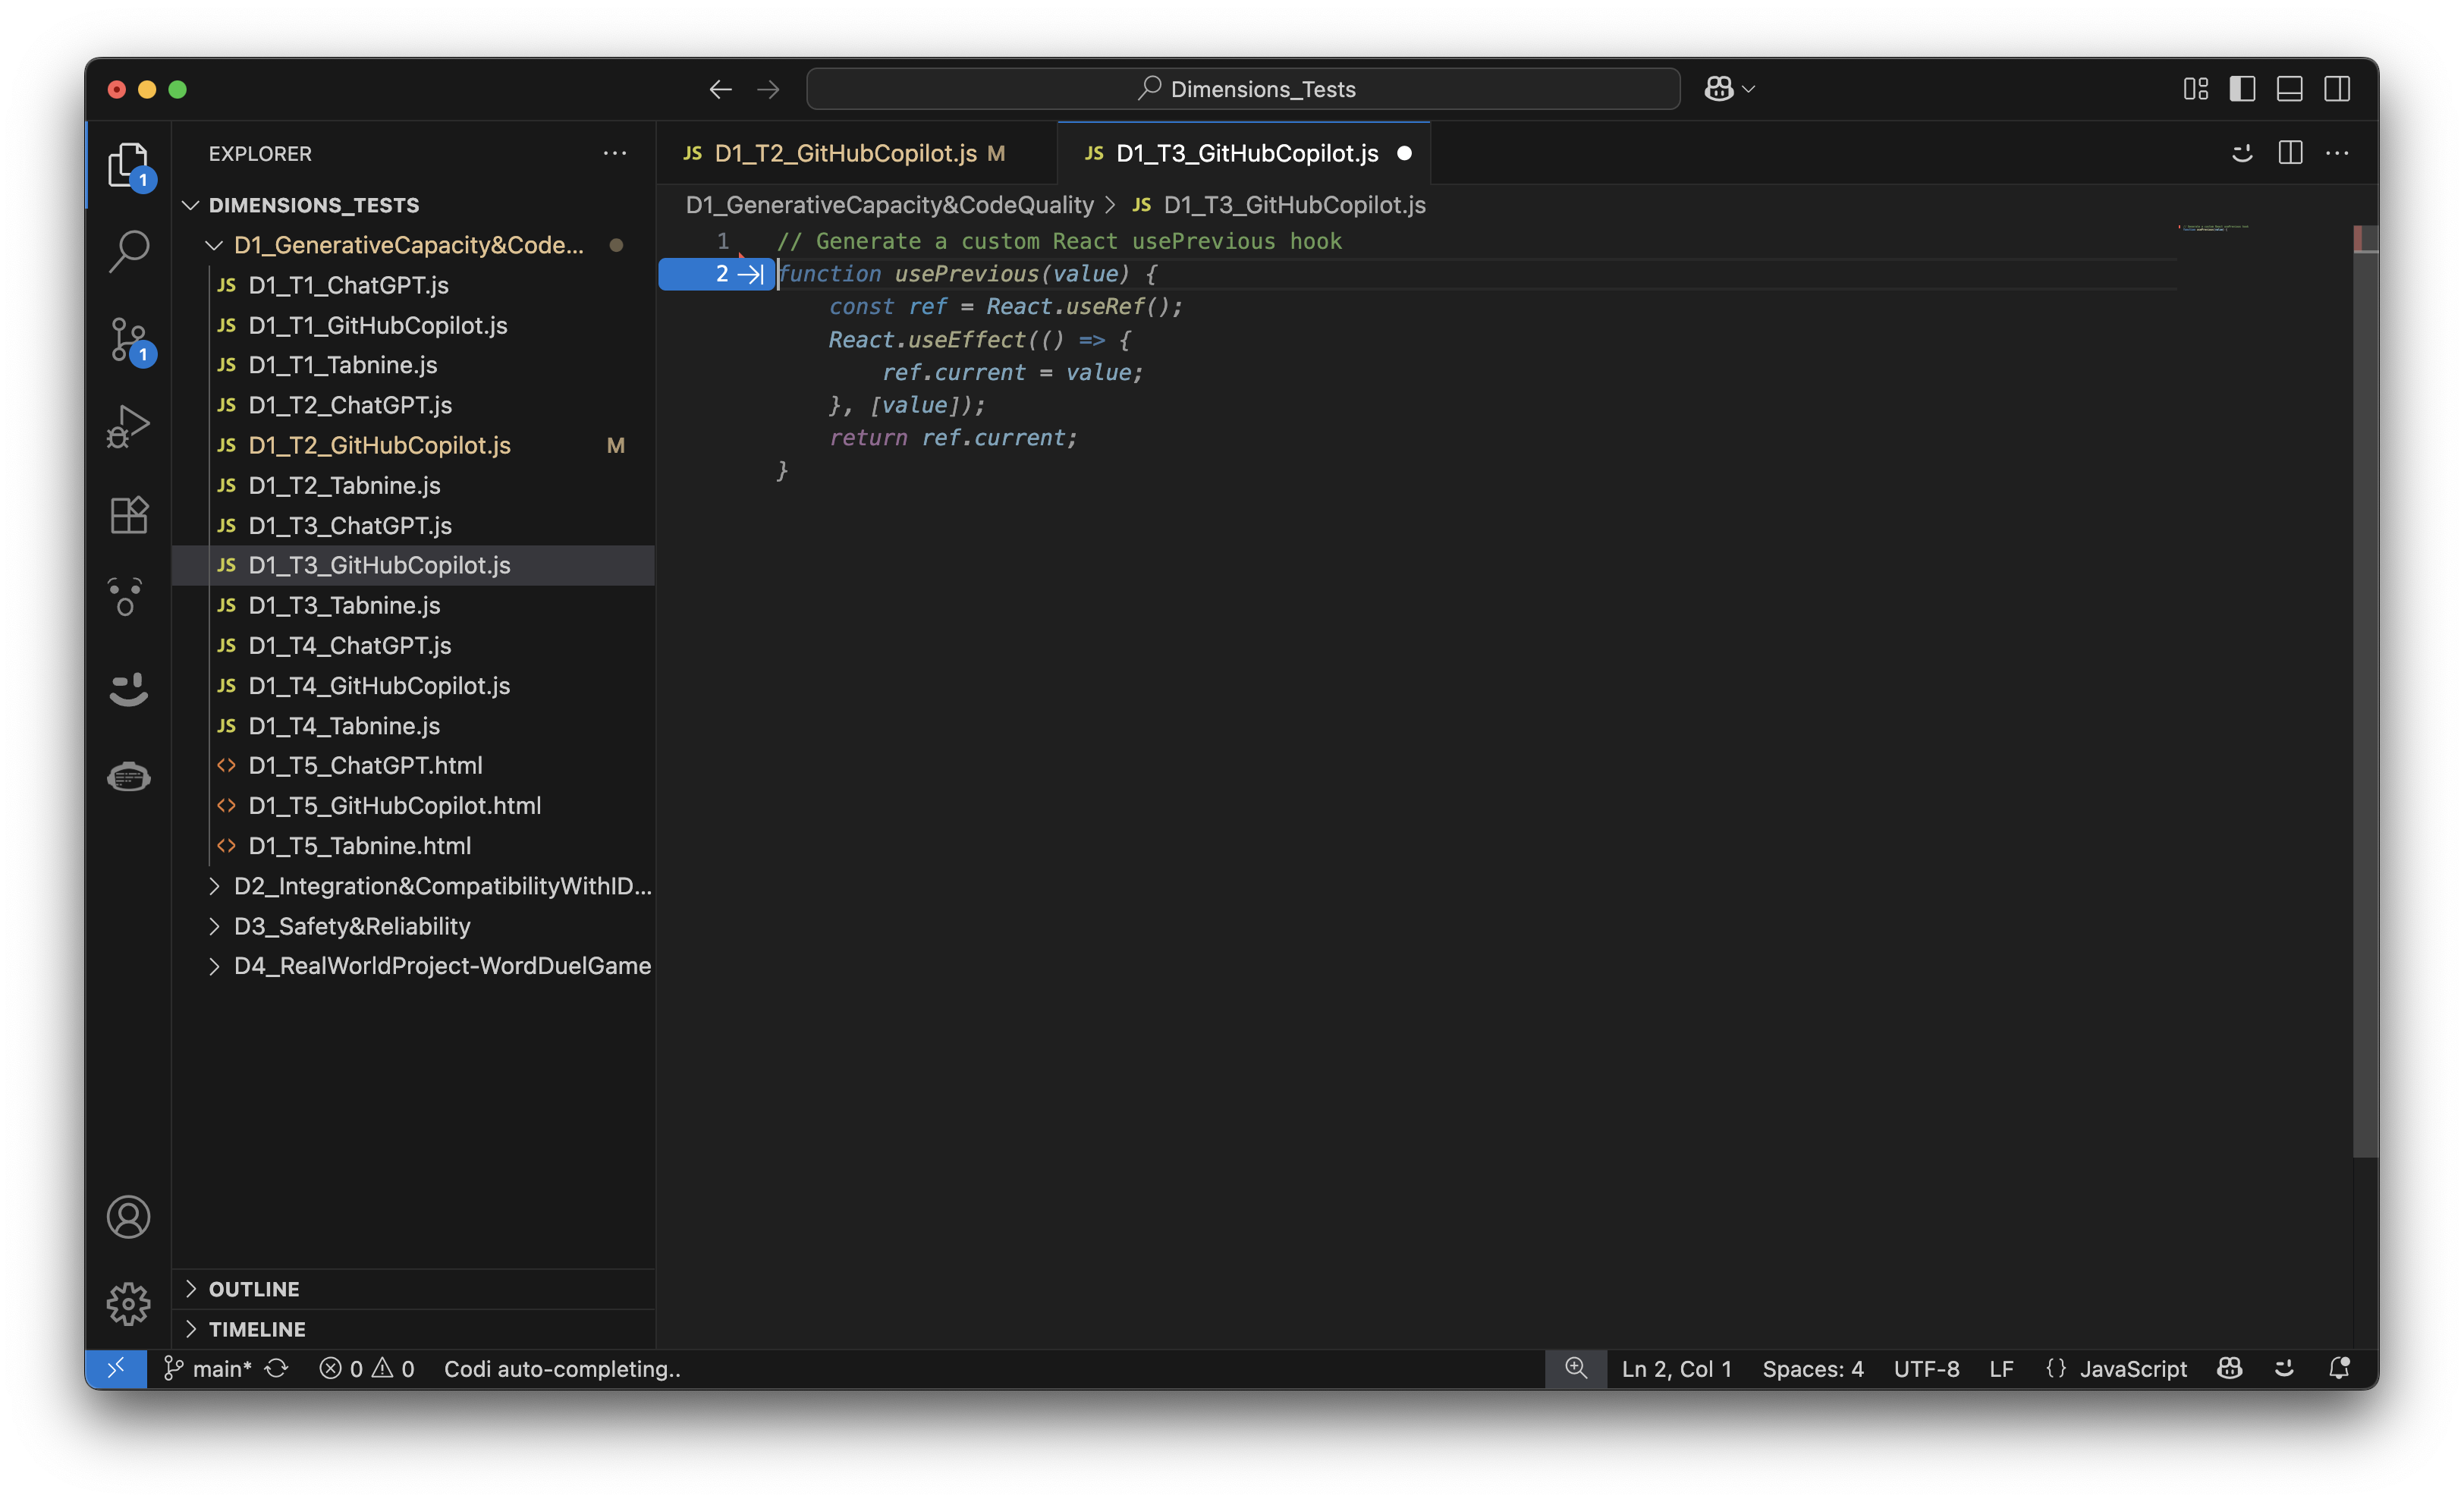 Dimensions_Tests
EXPLORER
DIMENSIONS_TESTS
D1_GenerativeCapacity&Code...
JS D1_T1_ChatGPT.js
JS D1_T1_GitHubCopilot.js
JS D1_T1_Tabnine.js
JS D1_T2_ChatGPT.js
JS D1_T2_GitHubCopilot.js M
JS D1_T2_Tabnine.js
JS D1_T3_ChatGPT.js
JS D1_T3_GitHubCopilot.js
JS D1_T3_Tabnine.js
JS D1_T4_ChatGPT.js
JS D1_T4_GitHubCopilot.js
JS D1_T4_Tabnine.js
<> D1_T5_ChatGPT.html
<> D1_T5_GitHubCopilot.html
<> D1_T5_Tabnine.html
D2_Integration&CompatibilityWithID...
D3_Safety&Reliability
D4_RealWorldProject-WordDuelGame
OUTLINE
TIMELINE
1
1
JS D1_T2_GitHubCopilot.js M
JS D1_T3_GitHubCopilot.js
D1_GenerativeCapacity&CodeQuality > JS D1_T3_GitHubCopilot.js
1 // Generate a custom React usePrevious hook
2 function usePrevious(value) {
const ref = React.useRef();
React.useEffect(() => {
ref.current = value;
}, [value]);
return ref.current;
}
main* 0 0 Codi auto-completing.. Ln 2, Col 1 Spaces: 4 UTF-8 LF {} JavaScript